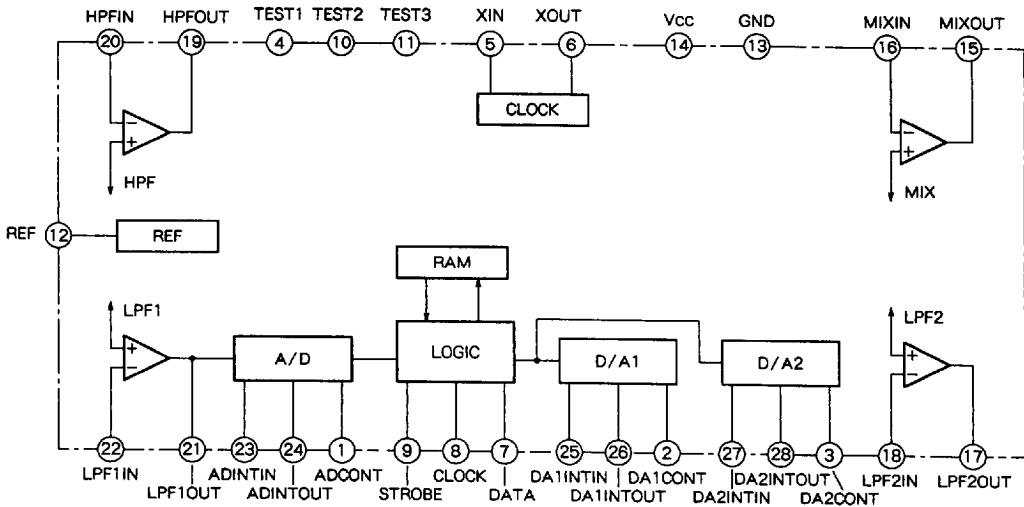 HPFIN HPFOUT TEST1 TEST2 TEST3 XIN XOUT Vcc GND MIXIN MIXOUT
20 19 4 10 11 5 6 14 13 16 15
CLOCK
− −
+ +
HPF MIX
REF 12 REF
RAM
LPF1 LPF2
+ A/D LOGIC D/A1 D/A2 +
− −
22 21 23 24 1 9 8 7 25 26 2 27 28 3 18 17
LPF1IN ADINTIN ADCONT CLOCK DA1INTIN DA1CONT DA2INTOUT LPF2IN LPF2OUT
LPF1OUT ADINTOUT STROBE DATA DA1INTOUT DA2INTIN DA2CONT